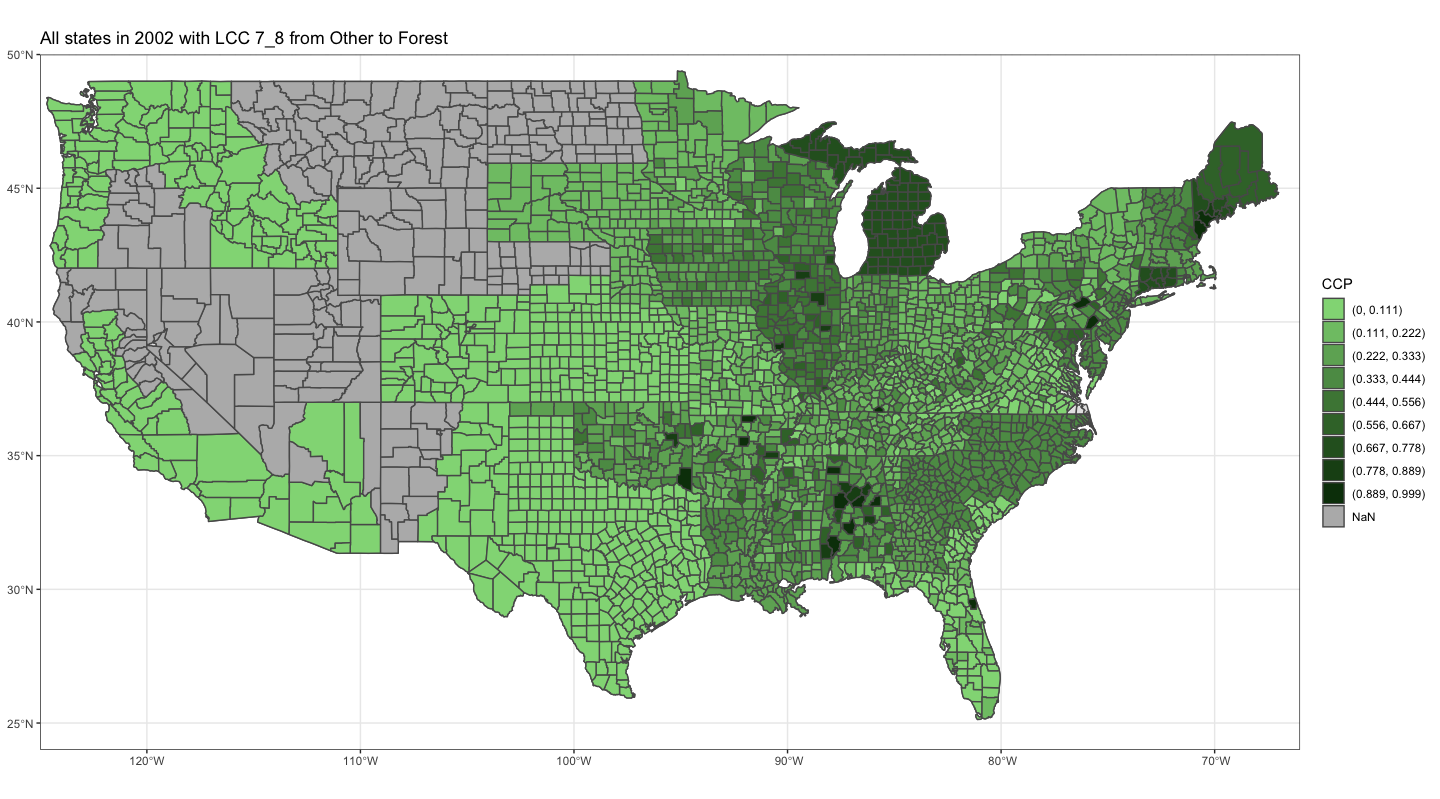 All states in 2002 with LCC 7_8 from Other to Forest
50°N
45°N
40°N
35°N
30°N
25°N
120°W
110°W
100°W
90°W
80°W
70°W
CCP
(0, 0.111)
(0.111, 0.222)
(0.222, 0.333)
(0.333, 0.444)
(0.444, 0.556)
(0.556, 0.667)
(0.667, 0.778)
(0.778, 0.889)
(0.889, 0.999)
NaN